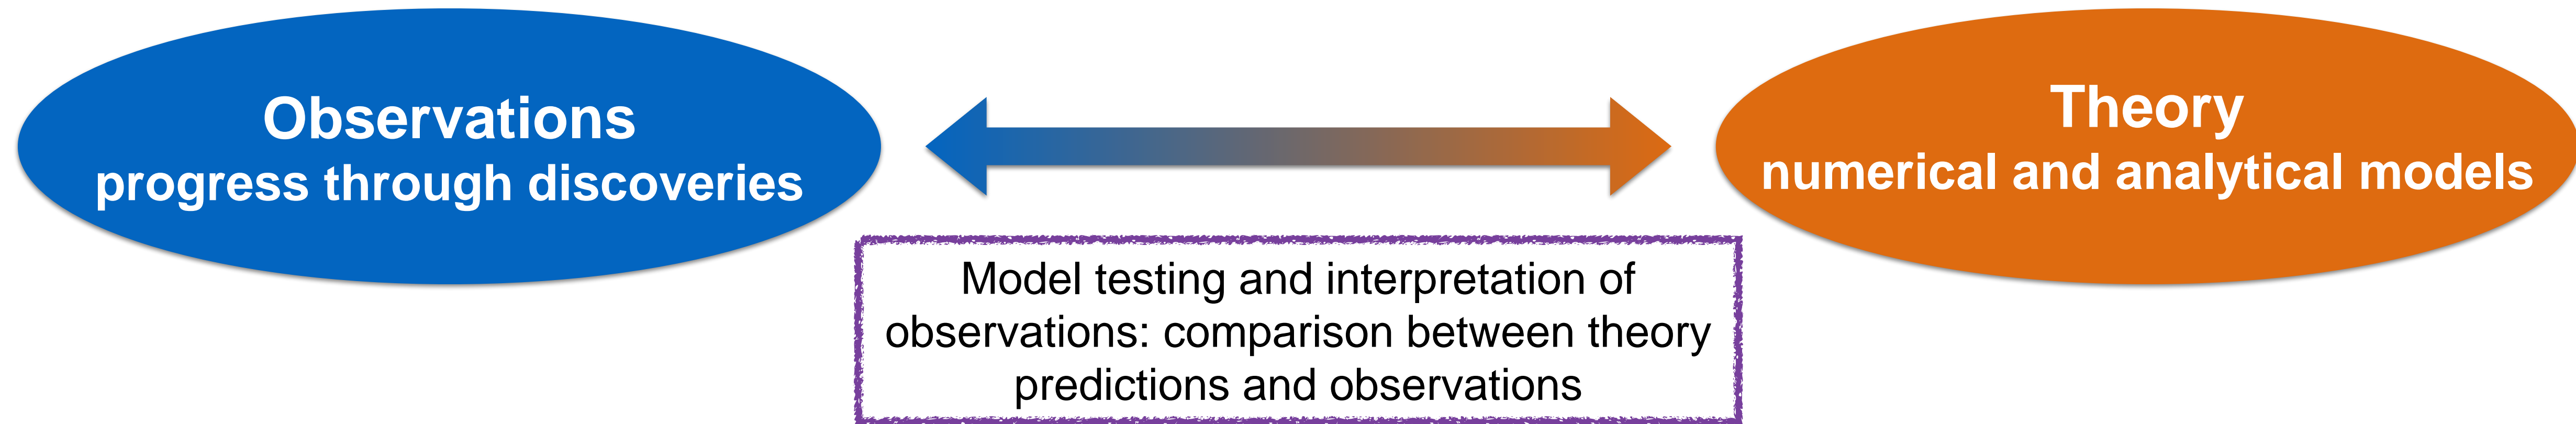 Observations
progress through discoveries
Theory
numerical and analytical models
Model testing and interpretation of
observations: comparison between theory
predictions and observations